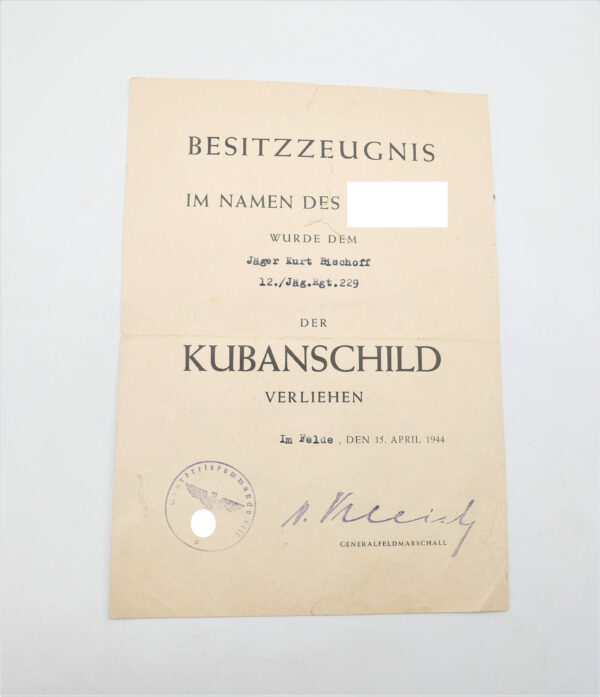 BESITZZEUGNIS
IM NAMEN DES
WURDE DEM
Jäger Kurt Bischoff
12./Jäg.Rgt.229
DER
KUBANSCHILD
VERLIEHEN
Im Felde, DEN 15. APRIL 1944
v. Kleist
GENERALFELDMARSCHALL